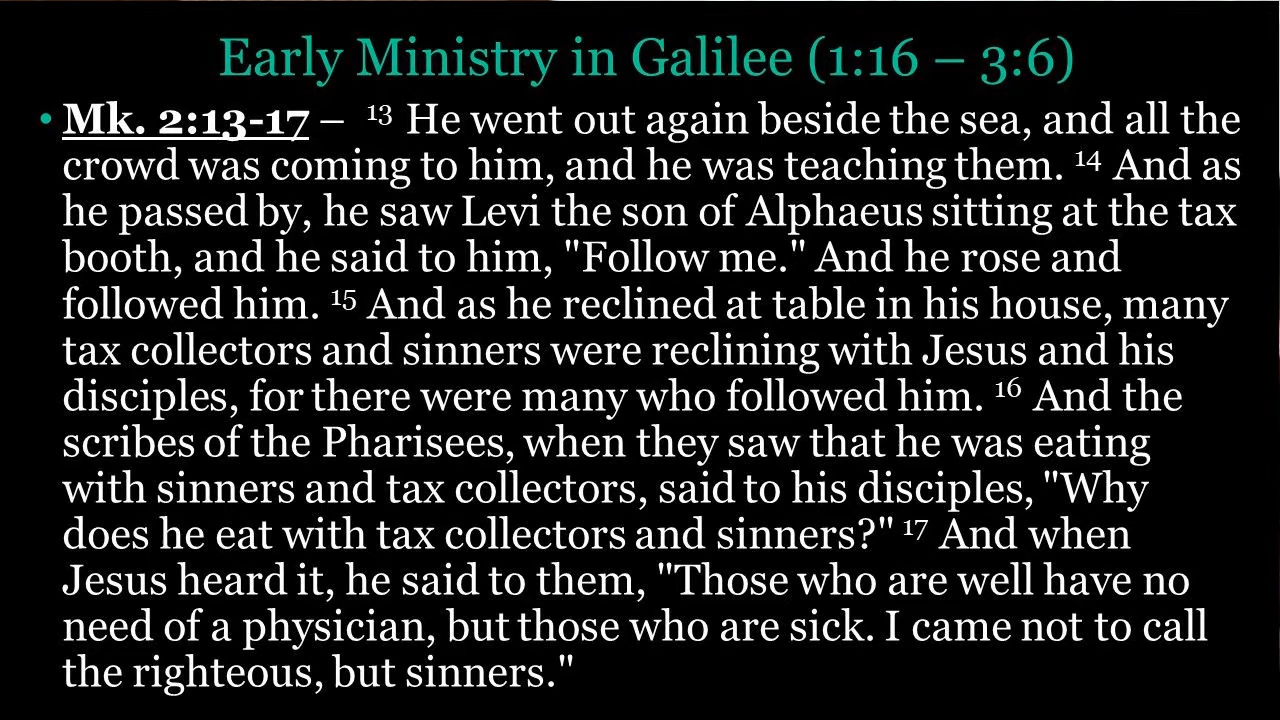 Early Ministry in Galilee (1:16 – 3:6)
• Mk. 2:13-17 – 13 He went out again beside the sea, and all the
crowd was coming to him, and he was teaching them. 14 And as
he passed by, he saw Levi the son of Alphaeus sitting at the tax
booth, and he said to him, "Follow me." And he rose and
followed him. 15 And as he reclined at table in his house, many
tax collectors and sinners were reclining with Jesus and his
disciples, for there were many who followed him. 16 And the
scribes of the Pharisees, when they saw that he was eating
with sinners and tax collectors, said to his disciples, "Why
does he eat with tax collectors and sinners?" 17 And when
Jesus heard it, he said to them, "Those who are well have no
need of a physician, but those who are sick. I came not to call
the righteous, but sinners."